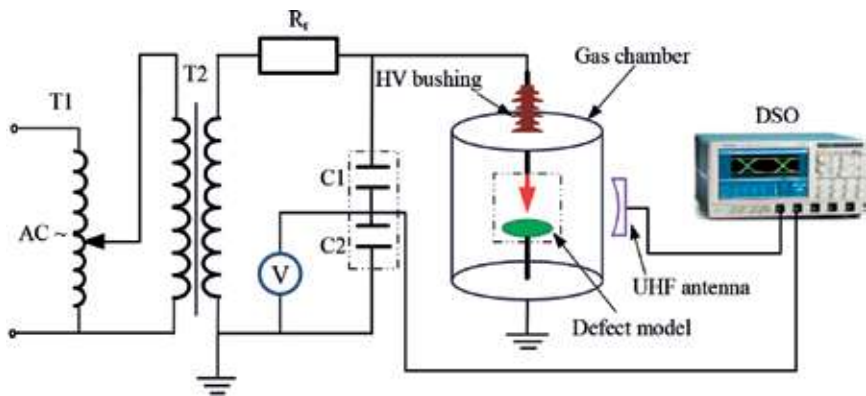 Rr
T2
T1
HV bushing
Gas chamber
DSO
C1
AC ~
C2
V
UHF antenna
Defect model